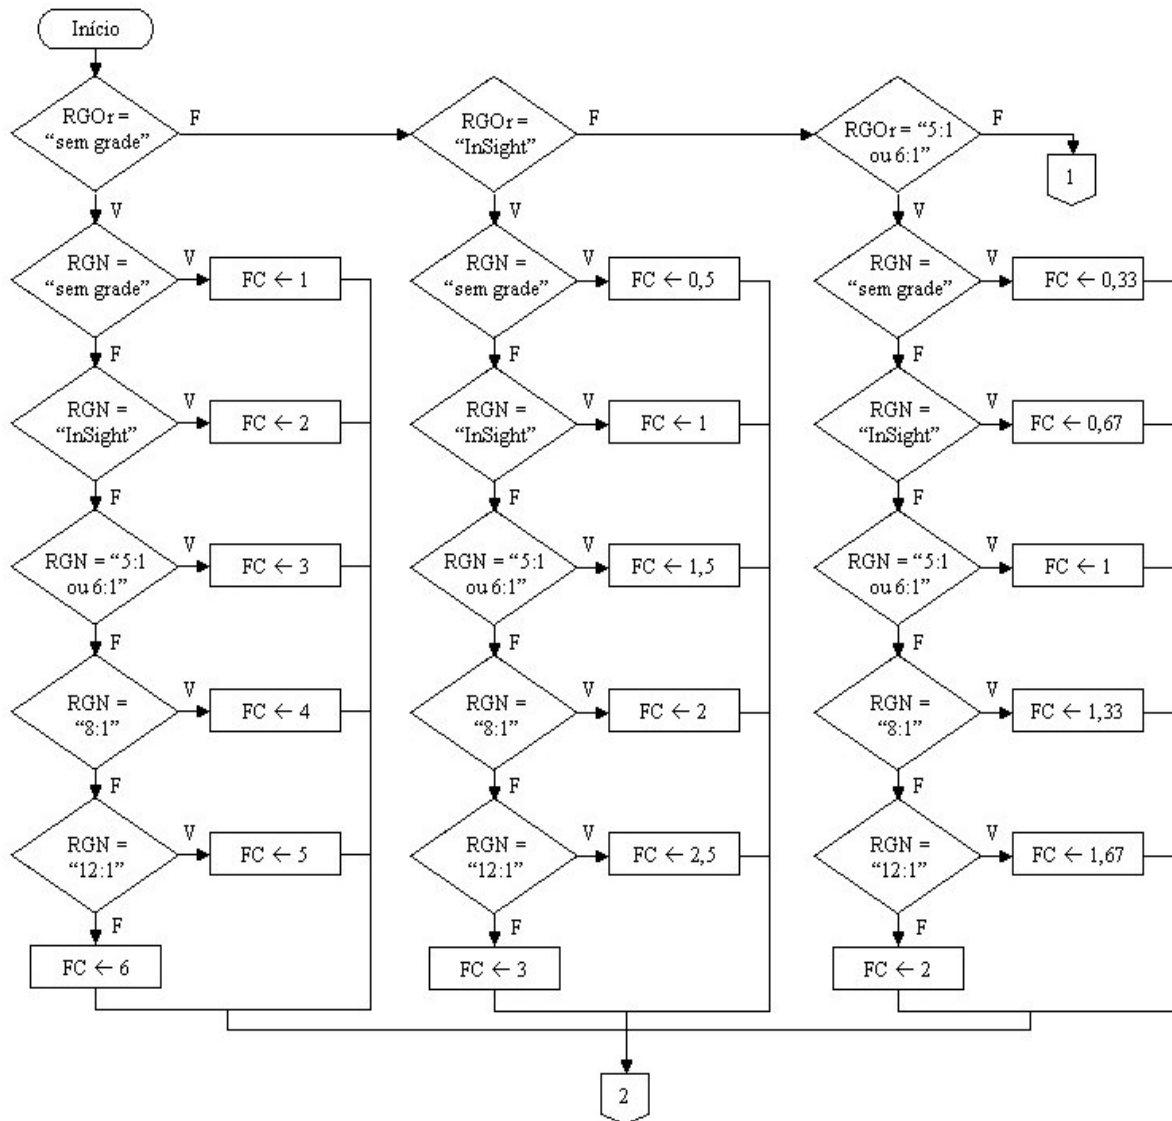 Início
RGOr =
“sem grade”
F
RGOr =
“InSight”
F
RGOr = “5:1
ou 6:1”
F
1
V
V
V
RGN =
“sem grade”
V
FC ← 1
RGN =
“sem grade”
V
FC ← 0,5
RGN =
“sem grade”
V
FC ← 0,33
F
F
F
RGN =
“InSight”
V
FC ← 2
RGN =
“InSight”
V
FC ← 1
RGN =
“InSight”
V
FC ← 0,67
F
F
F
RGN = “5:1
ou 6:1”
V
FC ← 3
RGN = “5:1
ou 6:1”
V
FC ← 1,5
RGN = “5:1
ou 6:1”
V
FC ← 1
F
F
F
RGN =
“8:1”
V
FC ← 4
RGN =
“8:1”
V
FC ← 2
RGN =
“8:1”
V
FC ← 1,33
F
F
F
RGN =
“12:1”
V
FC ← 5
RGN =
“12:1”
V
FC ← 2,5
RGN =
“12:1”
V
FC ← 1,67
F
F
F
FC ← 6
FC ← 3
FC ← 2
2